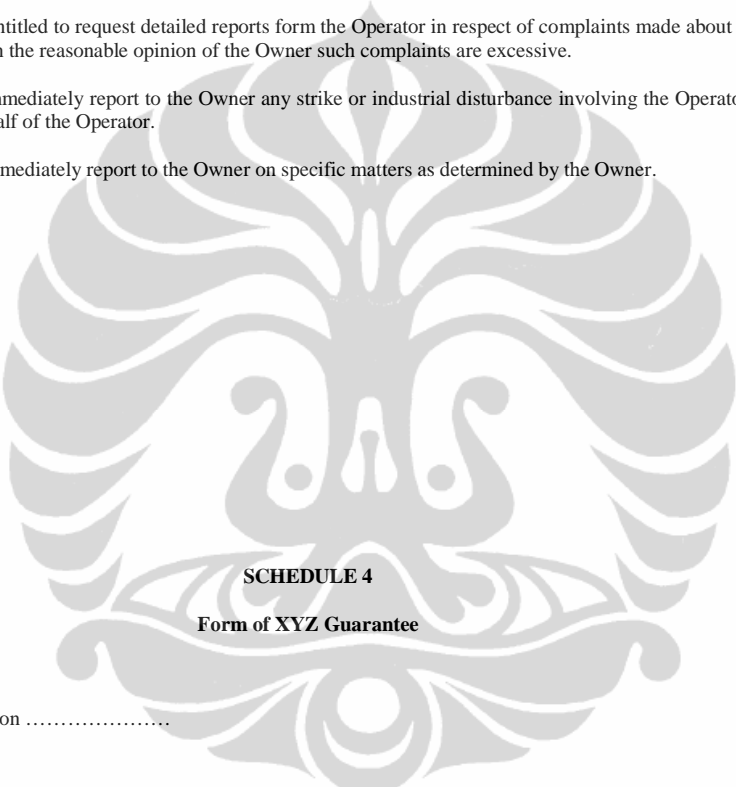 ntitled to request detailed reports form the Operator in respect of complaints made about
n the reasonable opinion of the Owner such complaints are excessive.
nmediately report to the Owner any strike or industrial disturbance involving the Operato
alf of the Operator.
mediately report to the Owner on specific matters as determined by the Owner.
SCHEDULE 4
Form of XYZ Guarantee
on …………………